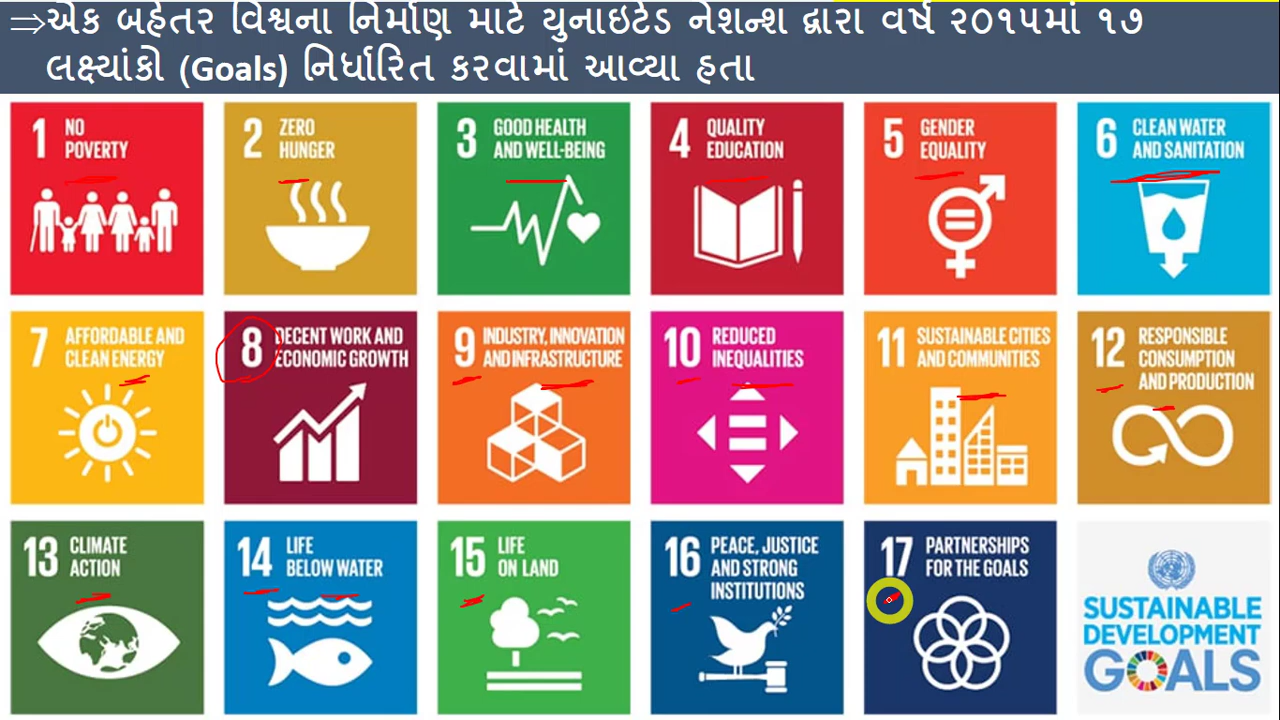 ⇒એક બહેતર વિશ્વના નિર્માણ માટે યુનાઇટેડ નેશન્શ દ્વારા વર્ષ ૨૦૧૫માં ૧૭
લક્ષ્યાંકો (Goals) નિર્ધારિત કરવામાં આવ્યા હતા
1 NO
POVERTY
2 ZERO
HUNGER
3 GOOD HEALTH
AND WELL-BEING
4 QUALITY
EDUCATION
5 GENDER
EQUALITY
6 CLEAN WATER
AND SANITATION
7 AFFORDABLE AND
CLEAN ENERGY
8 DECENT WORK AND
ECONOMIC GROWTH
9 INDUSTRY, INNOVATION
AND INFRASTRUCTURE
10 REDUCED
INEQUALITIES
11 SUSTAINABLE CITIES
AND COMMUNITIES
12 RESPONSIBLE
CONSUMPTION
AND PRODUCTION
13 CLIMATE
ACTION
14 LIFE
BELOW WATER
15 LIFE
ON LAND
16 PEACE, JUSTICE
AND STRONG
INSTITUTIONS
17 PARTNERSHIPS
FOR THE GOALS
SUSTAINABLE
DEVELOPMENT
GOALS